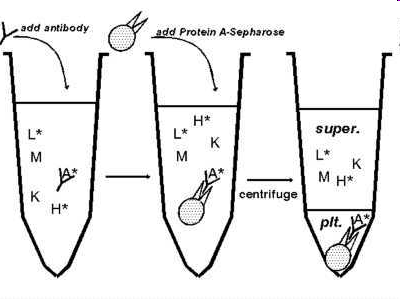 add antibody
add Protein A-Sepharose
L*
M
A*
K
H*
H*
L*
K
M
A*
centrifuge
super.
L*
K
M
H*
plt.
A*